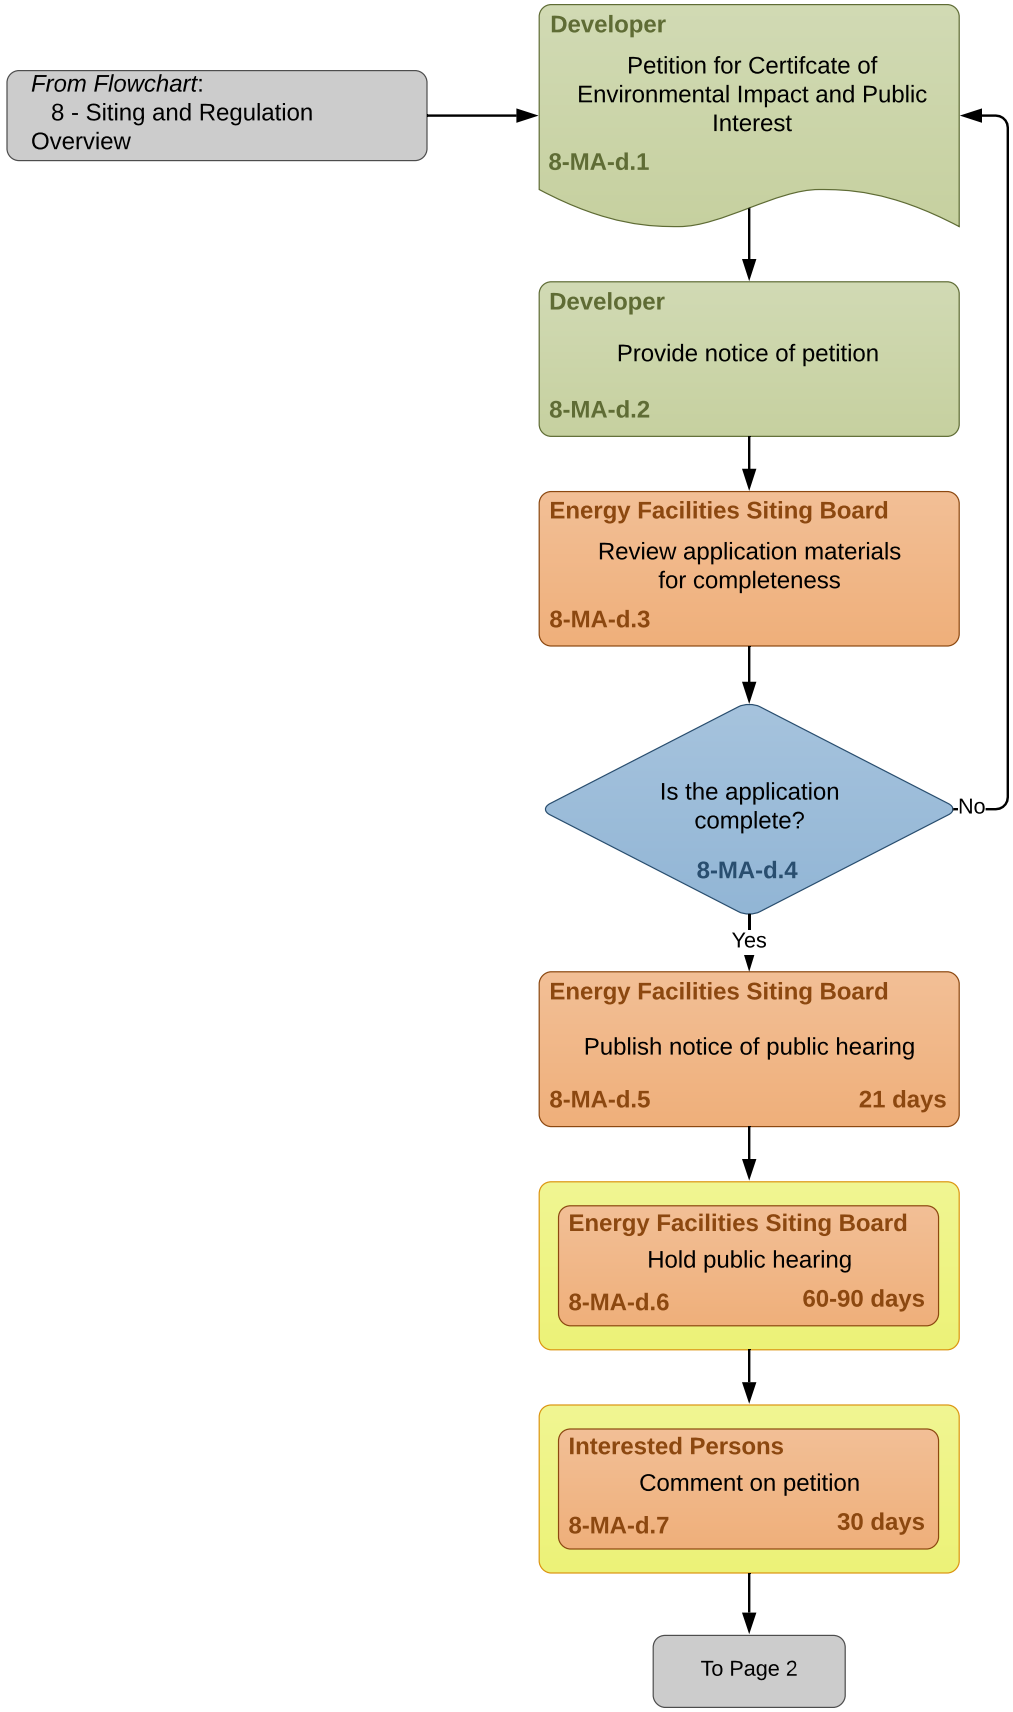 From Flowchart:
8 - Siting and Regulation
Overview
Developer
Petition for Certifcate of
Environmental Impact and Public
Interest
8-MA-d.1
Developer
Provide notice of petition
8-MA-d.2
Energy Facilities Siting Board
Review application materials
for completeness
8-MA-d.3
Is the application
complete?
8-MA-d.4
No
Yes
Energy Facilities Siting Board
Publish notice of public hearing
8-MA-d.5 21 days
Energy Facilities Siting Board
Hold public hearing
8-MA-d.6 60-90 days
Interested Persons
Comment on petition
8-MA-d.7 30 days
To Page 2